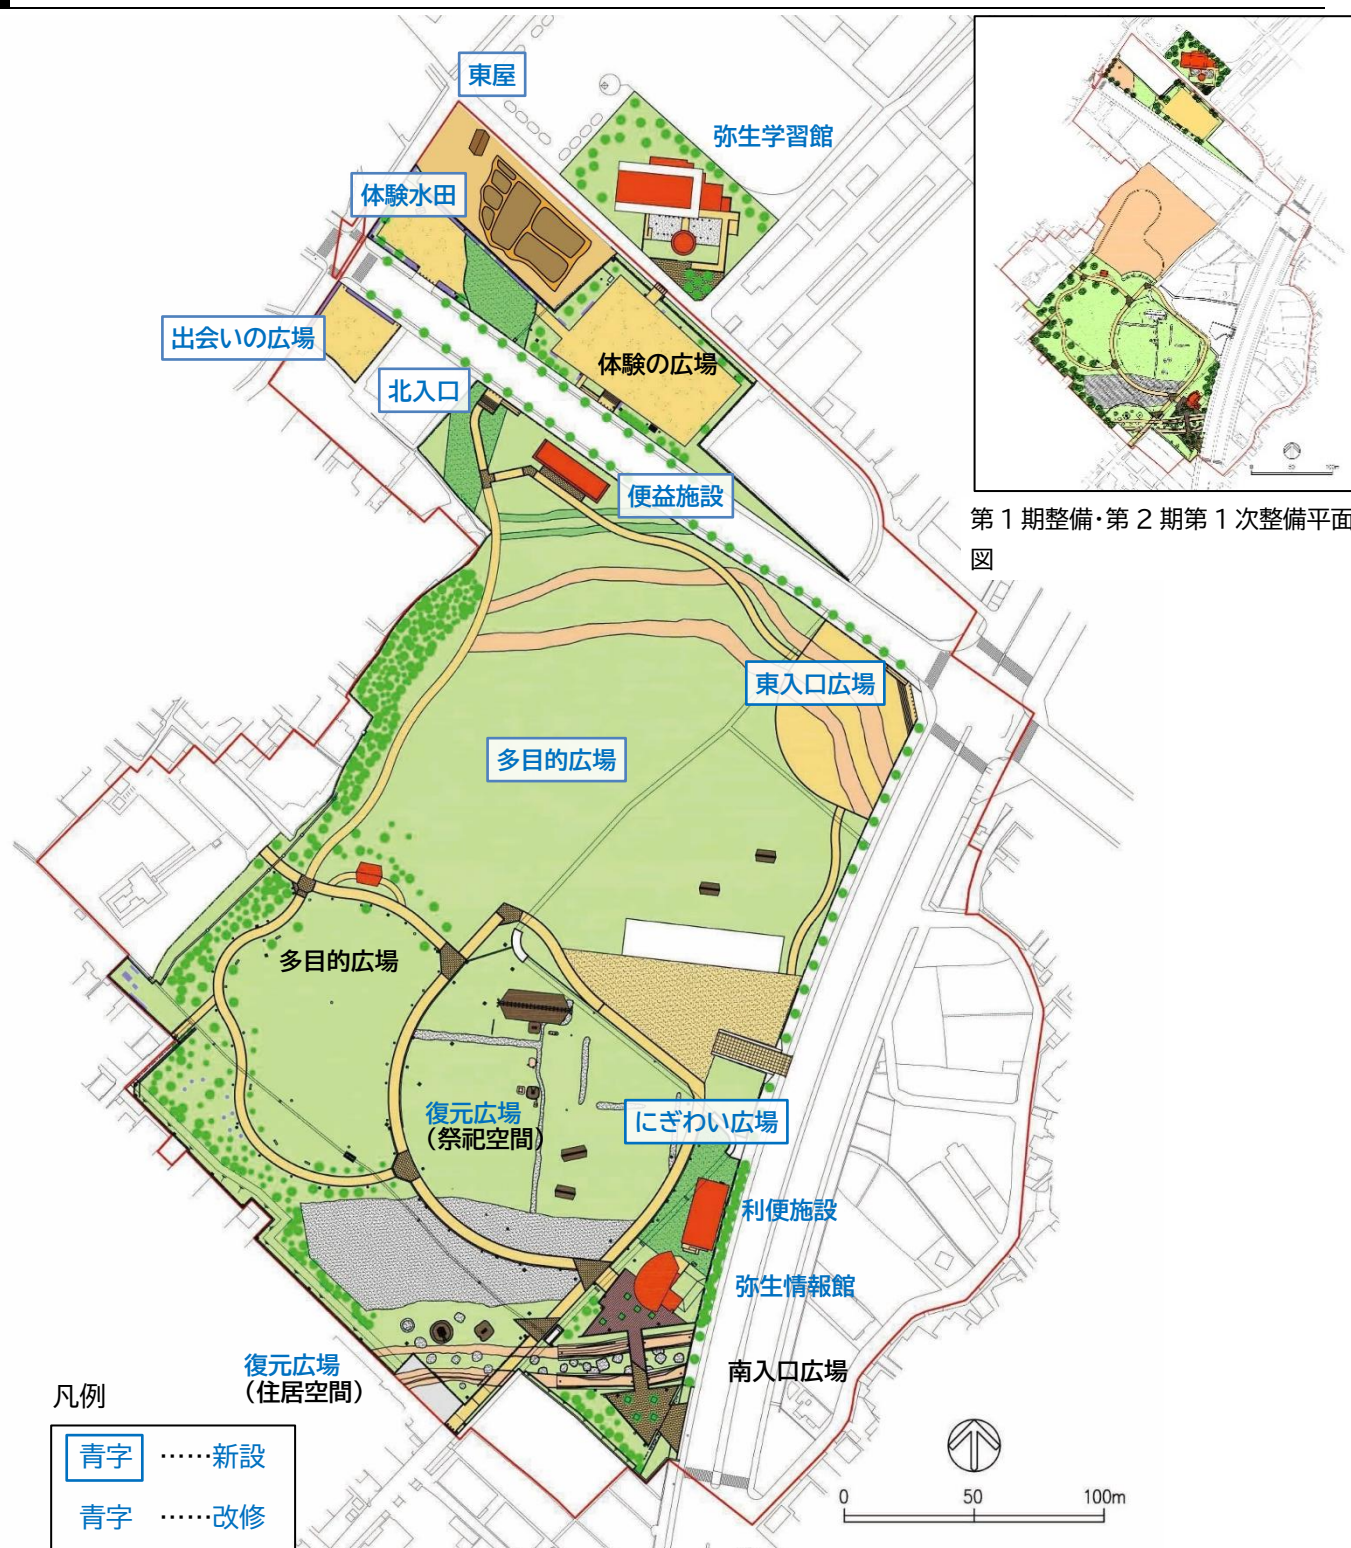 東屋
弥生学習館
体験水田
出会いの広場
体験の広場
北入口
便益施設
第1期整備・第2期第1次整備平面
図
東入口広場
多目的広場
多目的広場
復元広場
(祭祀空間)
にぎわい広場
利便施設
弥生情報館
復元広場
(住居空間)
南入口広場
凡例
青字 ……新設
青字 ……改修
0 50 100m